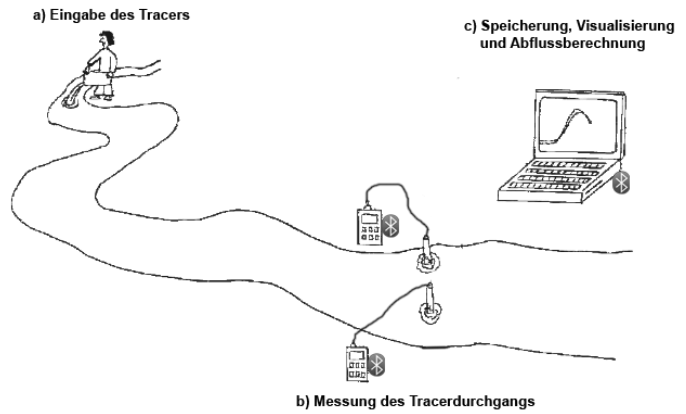 a) Eingabe des Tracers
c) Speicherung, Visualisierung
und Abflussberechnung
b) Messung des Tracerdurchgangs